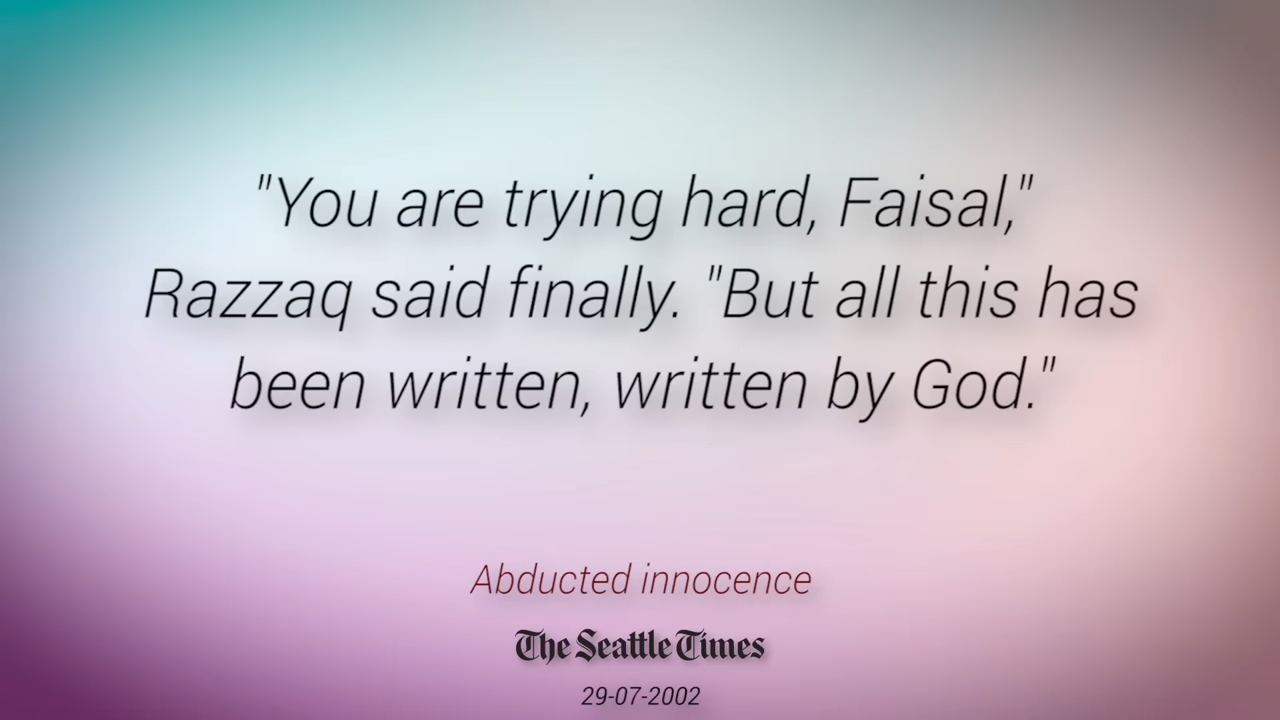 "You are trying hard, Faisal,"
Razzaq said finally. "But all this has
been written, written by God."
Abducted innocence
The Seattle Times
29-07-2002